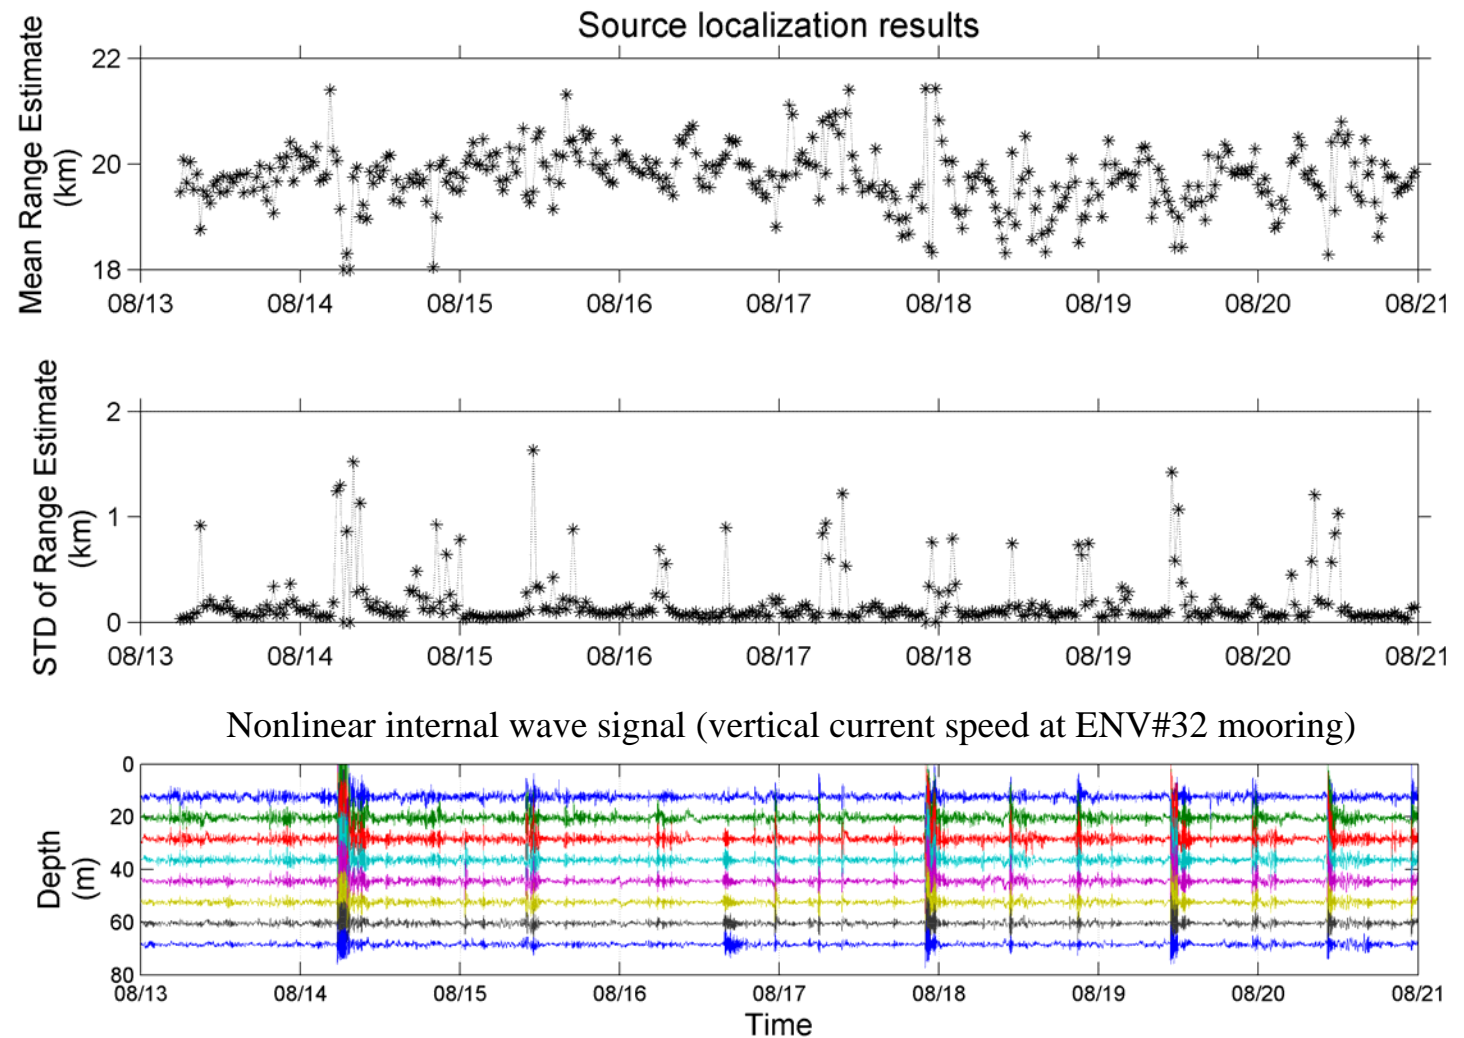 Source localization results
Mean Range Estimate
(km)
22
20
18
08/13 08/14 08/15 08/16 08/17 08/18 08/19 08/20 08/21
STD of Range Estimate
(km)
2
1
0
08/13 08/14 08/15 08/16 08/17 08/18 08/19 08/20 08/21
Nonlinear internal wave signal (vertical current speed at ENV#32 mooring)
Depth
(m)
0
20
40
60
80
08/13 08/14 08/15 08/16 08/17 08/18 08/19 08/20 08/21
Time